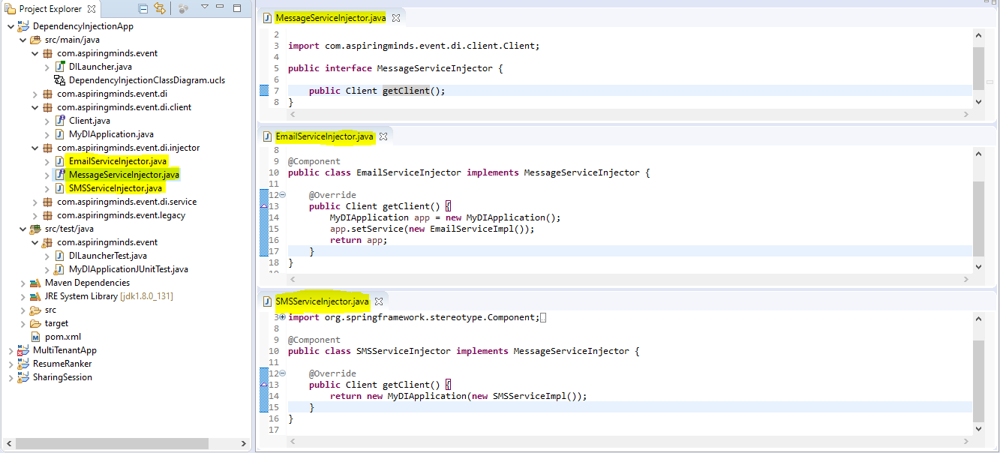 Project Explorer
DependencyInjectionApp
src/main/java
com.aspiringminds.event
DILauncher.java
DependencyInjectionClassDiagram.ucls
com.aspiringminds.event.di
com.aspiringminds.event.di.client
Client.java
MyDIApplication.java
com.aspiringminds.event.di.injector
EmailServiceInjector.java
MessageServiceInjector.java
SMSServiceInjector.java
com.aspiringminds.event.di.service
com.aspiringminds.event.legacy
src/test/java
com.aspiringminds.event
DILauncherTest.java
MyDIApplicationJUnitTest.java
Maven Dependencies
JRE System Library [jdk1.8.0_131]
src
target
pom.xml
MultiTenantApp
ResumeRanker
SharingSession
MessageServiceInjector.java
2
3 import com.aspiringminds.event.di.client.Client;
4
5 public interface MessageServiceInjector {
6
7     public Client getClient();
8 }
EmailServiceInjector.java
8
9 @Component
10 public class EmailServiceInjector implements MessageServiceInjector {
11
12     @Override
13     public Client getClient() {
14         MyDIApplication app = new MyDIApplication();
15         app.setService(new EmailServiceImpl());
16         return app;
17     }
18 }
SMSServiceInjector.java
3 import org.springframework.stereotype.Component;
8
9 @Component
10 public class SMSServiceInjector implements MessageServiceInjector {
11
12     @Override
13     public Client getClient() {
14         return new MyDIApplication(new SMSServiceImpl());
15     }
16 }
17